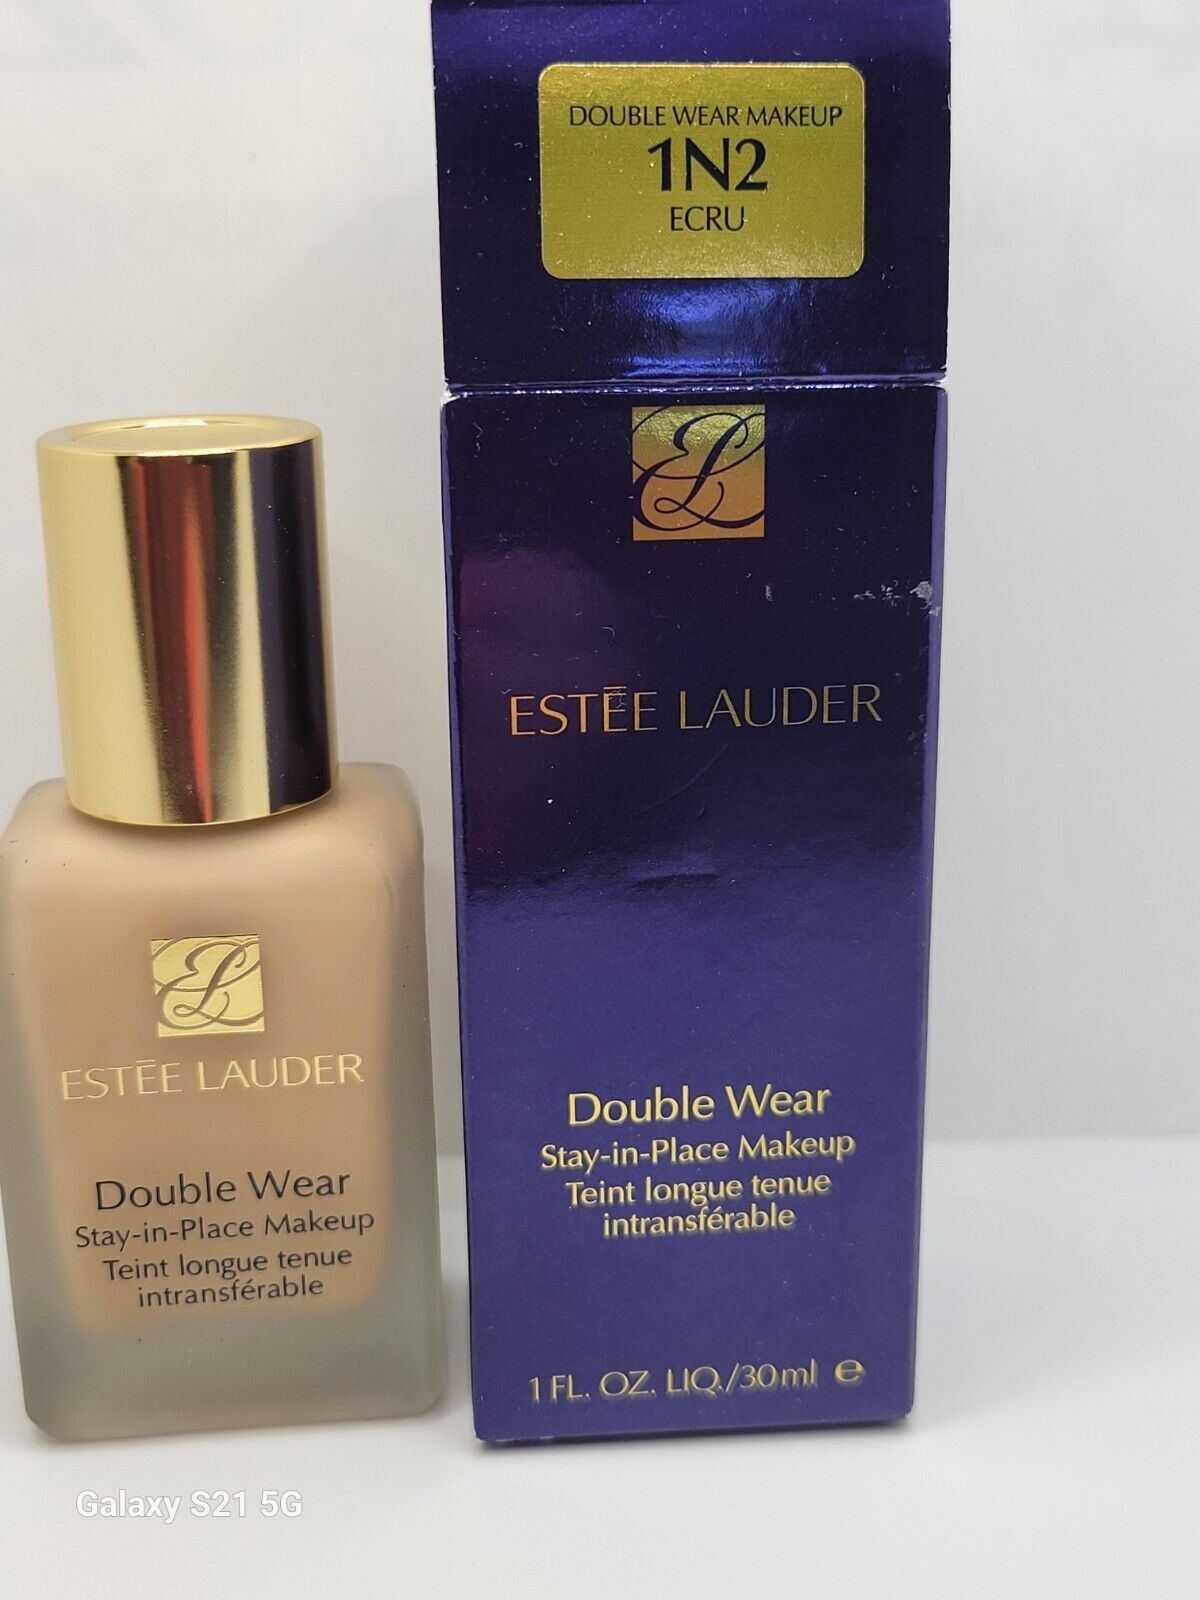 DOUBLE WEAR MAKEUP
1N2
ECRU
ESTĒE LAUDER
Double Wear
Stay-in-Place Makeup
Teint longue tenue
intransférable
1 FL. OZ. LIQ./30ml ℮
ESTĒE LAUDER
Double Wear
Stay-in-Place Makeup
Teint longue tenue
intransférable
Galaxy S21 5G